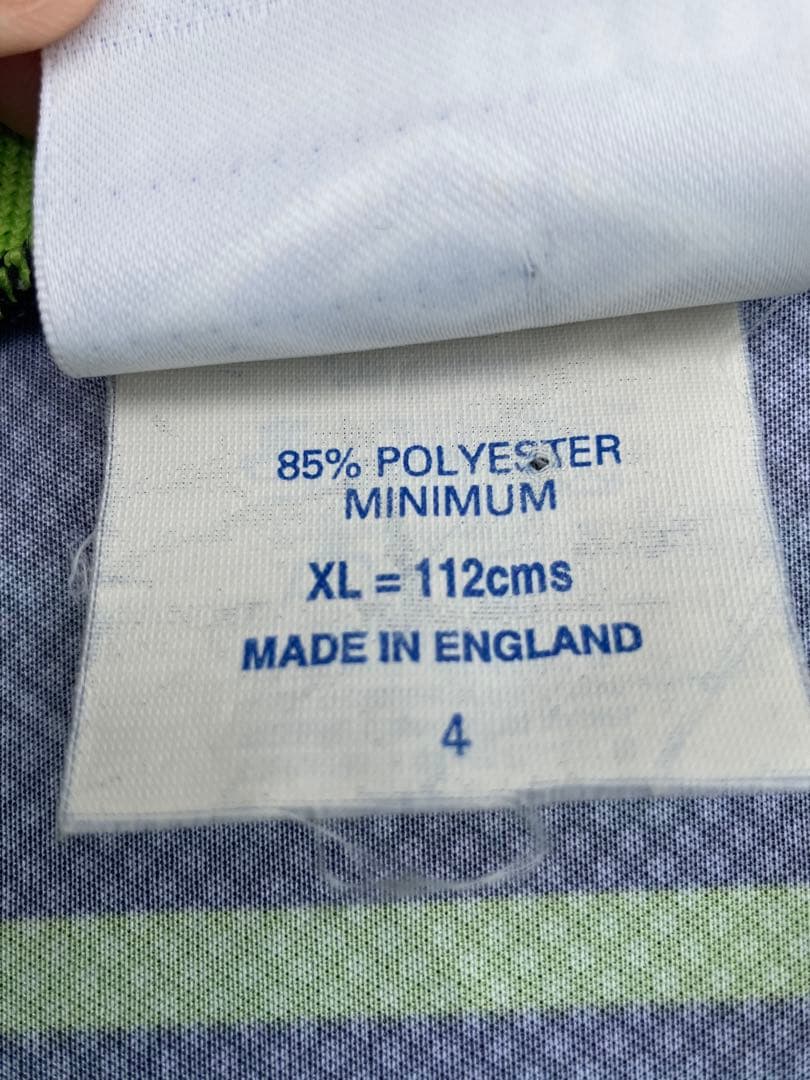 85% POLYESTER
MINIMUM
XL = 112cms
MADE IN ENGLAND
4